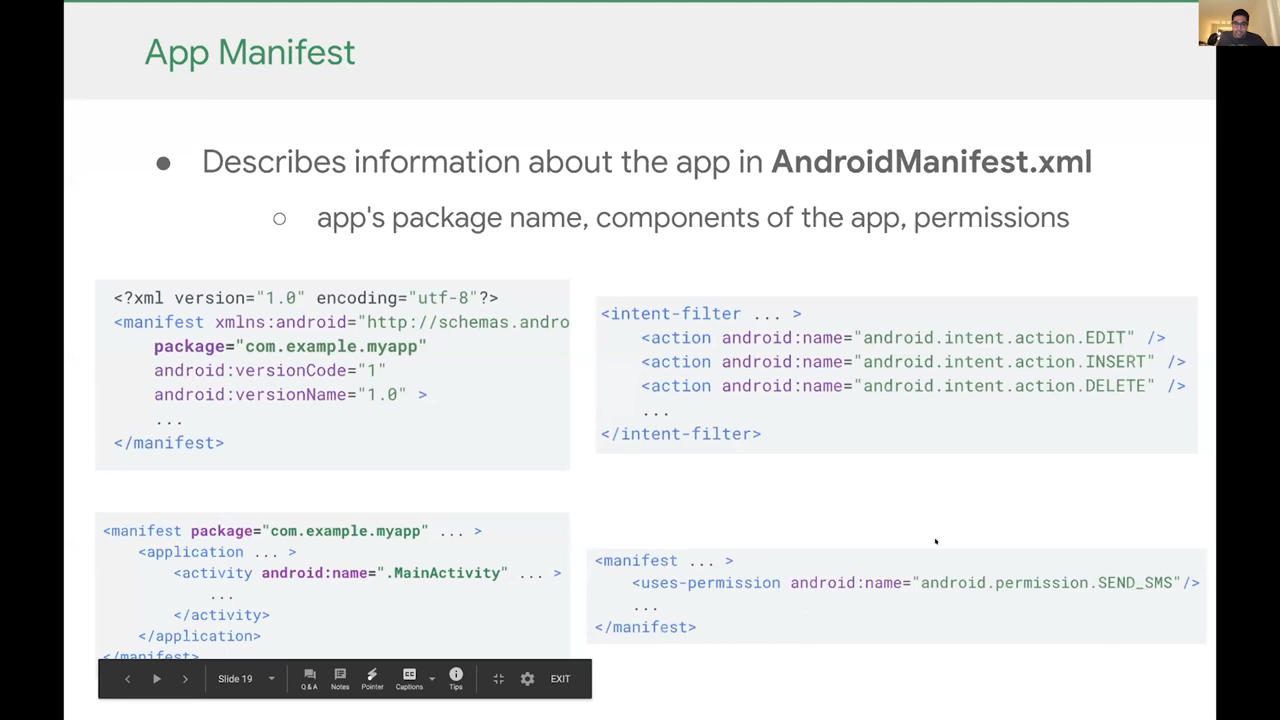 App Manifest
● Describes information about the app in AndroidManifest.xml
○ app's package name, components of the app, permissions
<?xml version="1.0" encoding="utf-8"?>
<manifest xmlns:android="http://schemas.andro
package="com.example.myapp"
android:versionCode="1"
android:versionName="1.0" >
...
</manifest>
<intent-filter ... >
<action android:name="android.intent.action.EDIT" />
<action android:name="android.intent.action.INSERT" />
<action android:name="android.intent.action.DELETE" />
...
</intent-filter>
<manifest package="com.example.myapp" ... >
<application ... >
<activity android:name=".MainActivity" ... >
...
</activity>
</application>
</manifest>
<manifest ... >
<uses-permission android:name="android.permission.SEND_SMS"/>
...
</manifest>
Slide 19
Q & A
Notes
Pointer
Captions
Tips
EXIT